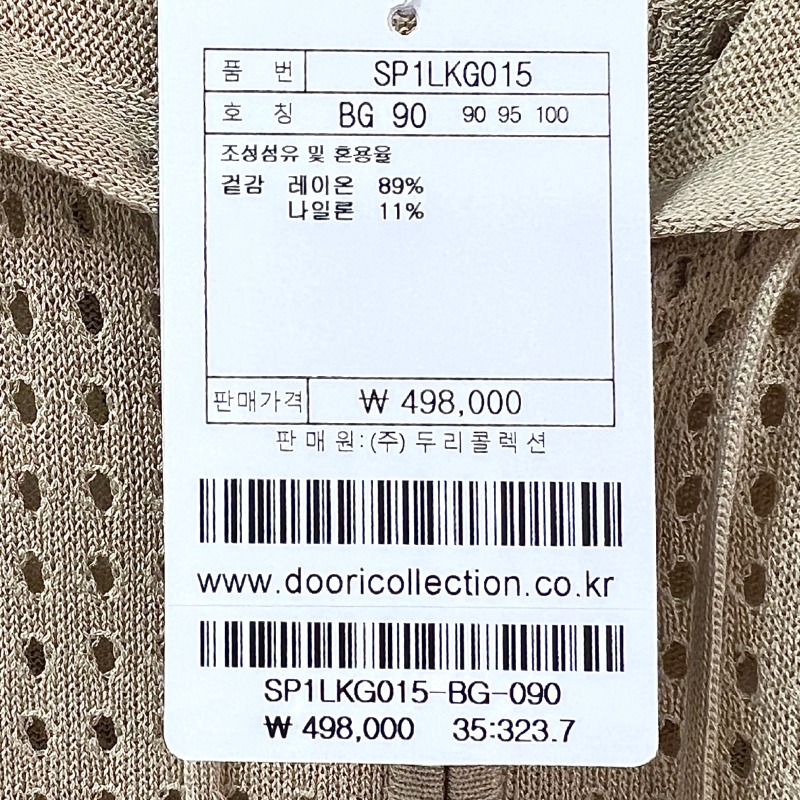 품 번 SP1LKG015
호 칭 BG 90 90 95 100
조성섬유 및 혼용율
겉감 레이온 89%
나일론 11%
판매가격 ₩ 498,000
판 매 원:(주) 두 리 콜 렉 션
www.dooricollection.co.kr
SP1LKG015-BG-090
₩ 498,000 35:323.7